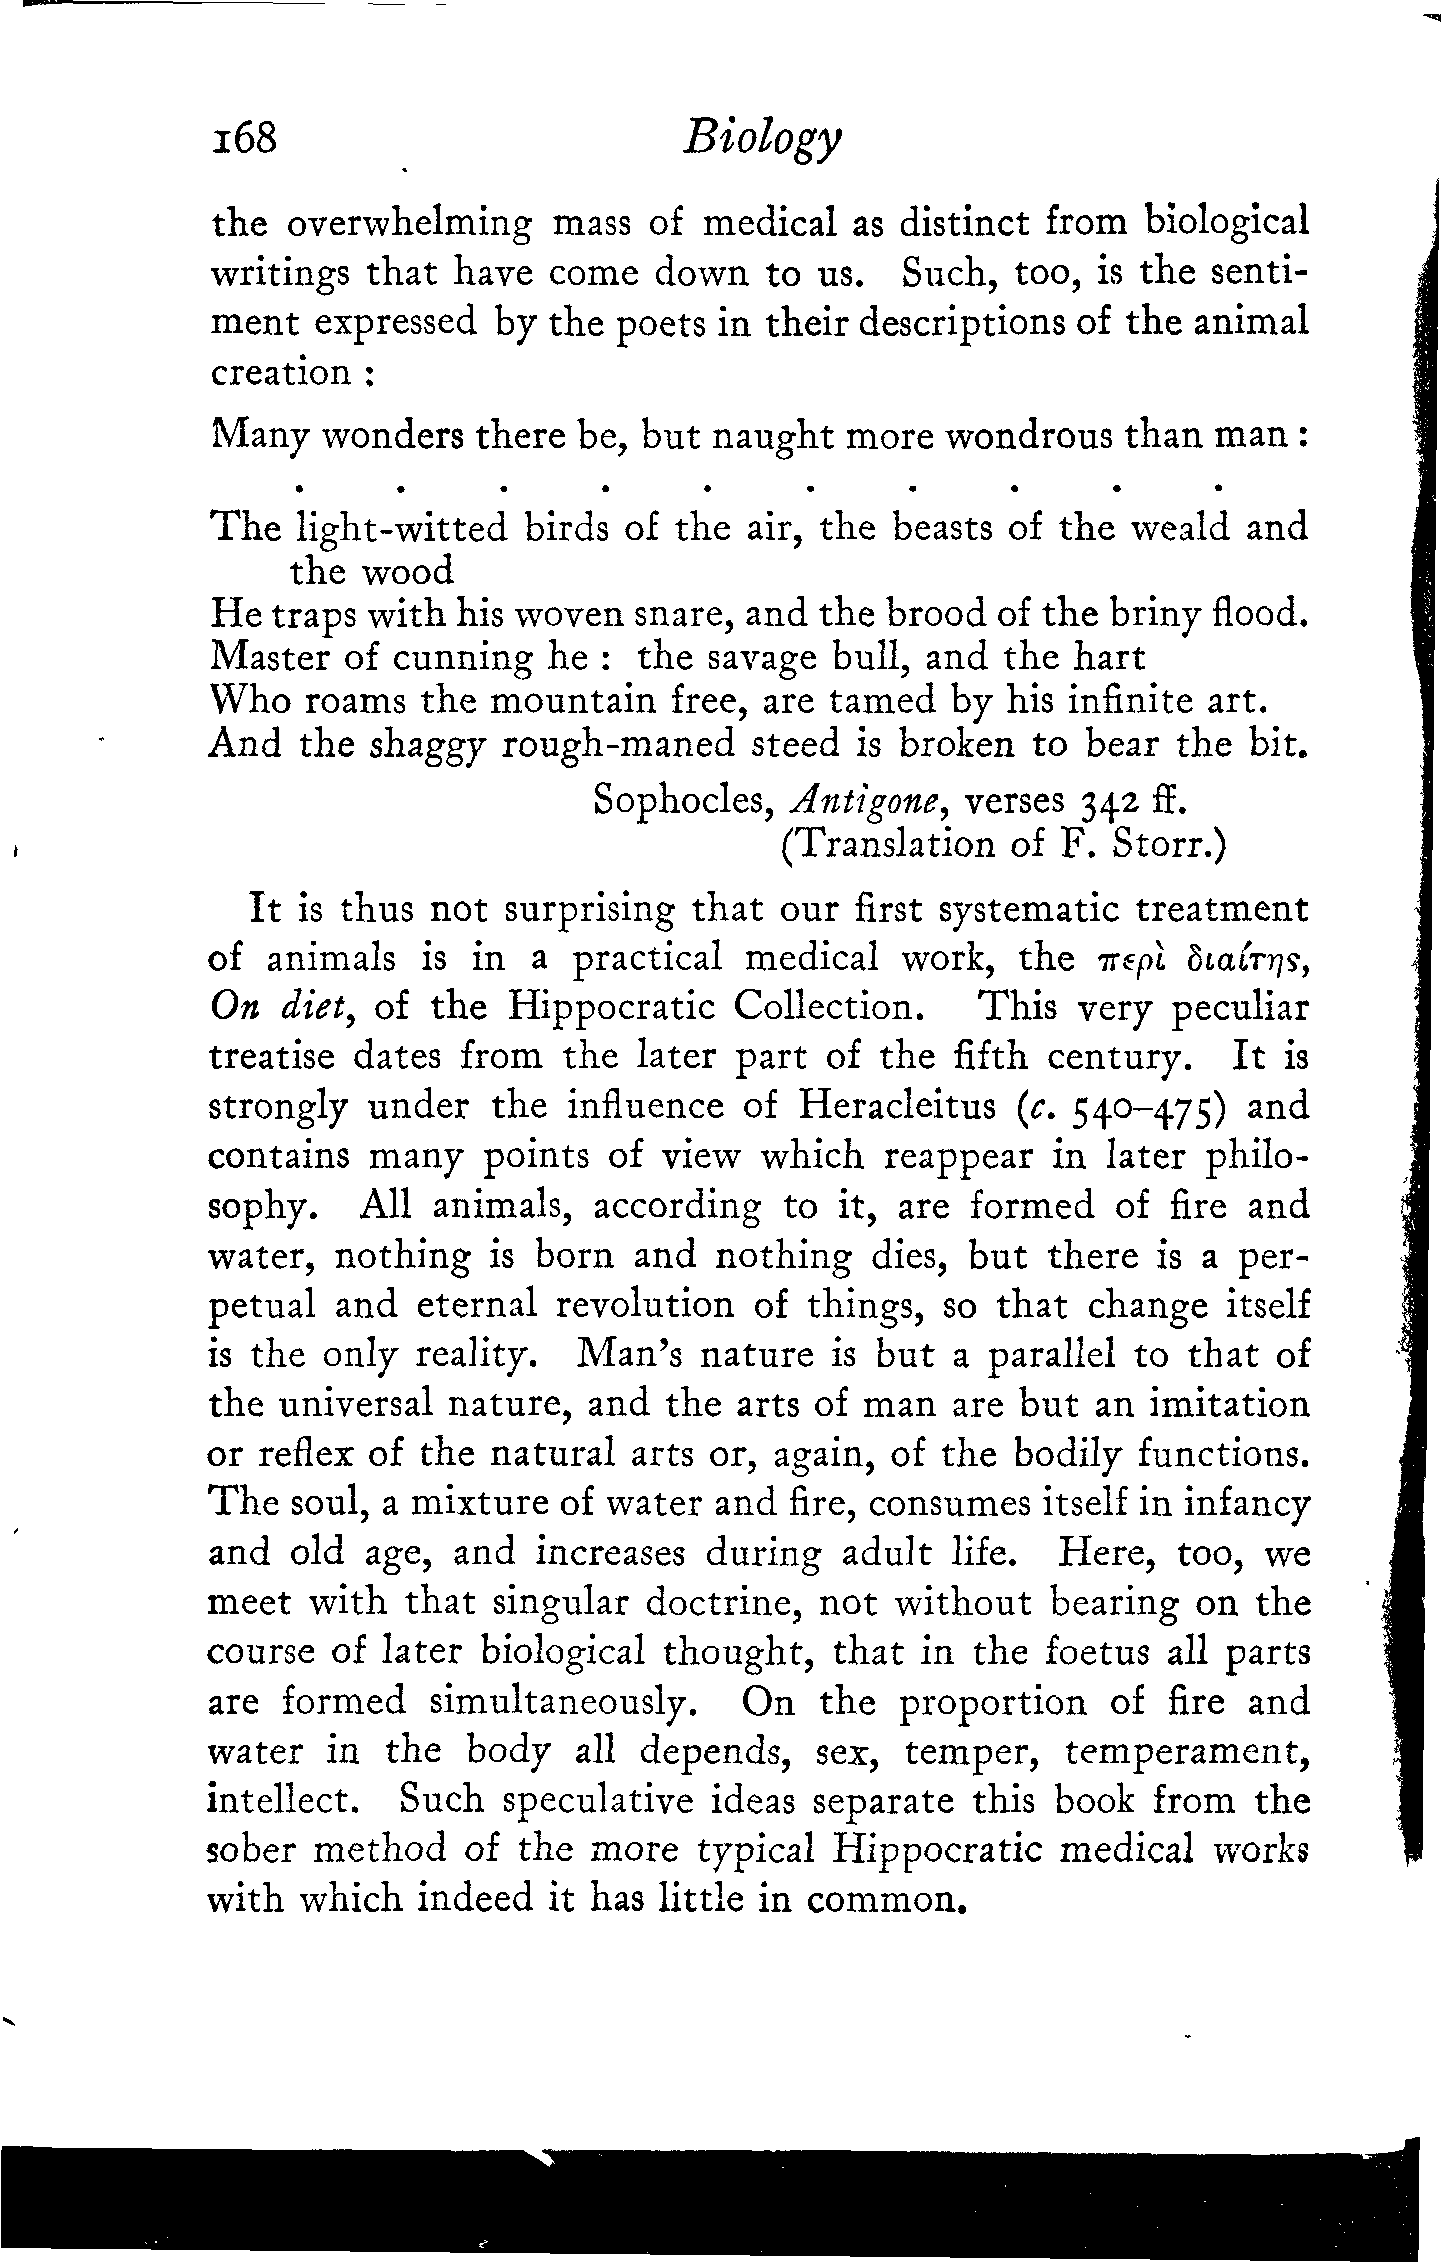 168 Biology
the overwhelming mass of medical as distinct from biological
writings that have come down to us. Such, too, is the senti-
ment expressed by the poets in their descriptions of the animal
creation :
Many wonders there be, but naught more wondrous than man :
. . . . . . . . . .
The light-witted birds of the air, the beasts of the weald and
the wood
He traps with his woven snare, and the brood of the briny flood.
Master of cunning he : the savage bull, and the hart
Who roams the mountain free, are tamed by his infinite art.
And the shaggy rough-maned steed is broken to bear the bit.
Sophocles, Antigone, verses 342 ff.
(Translation of F. Storr.)
It is thus not surprising that our first systematic treatment
of animals is in a practical medical work, the περὶ διαίτης,
On diet, of the Hippocratic Collection. This very peculiar
treatise dates from the later part of the fifth century. It is
strongly under the influence of Heracleitus (c. 540–475) and
contains many points of view which reappear in later philo-
sophy. All animals, according to it, are formed of fire and
water, nothing is born and nothing dies, but there is a per-
petual and eternal revolution of things, so that change itself
is the only reality. Man's nature is but a parallel to that of
the universal nature, and the arts of man are but an imitation
or reflex of the natural arts or, again, of the bodily functions.
The soul, a mixture of water and fire, consumes itself in infancy
and old age, and increases during adult life. Here, too, we
meet with that singular doctrine, not without bearing on the
course of later biological thought, that in the foetus all parts
are formed simultaneously. On the proportion of fire and
water in the body all depends, sex, temper, temperament,
intellect. Such speculative ideas separate this book from the
sober method of the more typical Hippocratic medical works
with which indeed it has little in common.